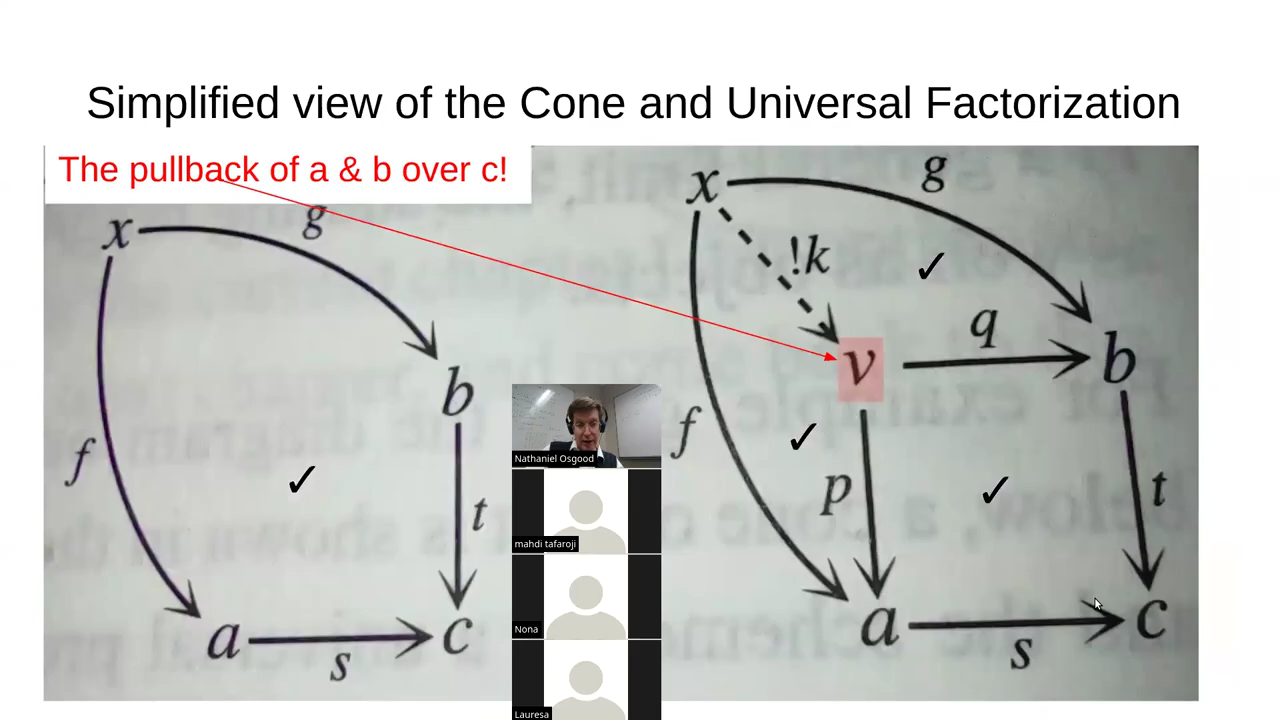 Simplified view of the Cone and Universal Factorization
The pullback of a & b over c!
x
g
f
b
t
a
s
c
✓
x
g
!k
✓
v
q
b
f
✓
p
✓
t
a
s
c
Nathaniel Osgood
mahdi tafaroji
Nona
Lauresa